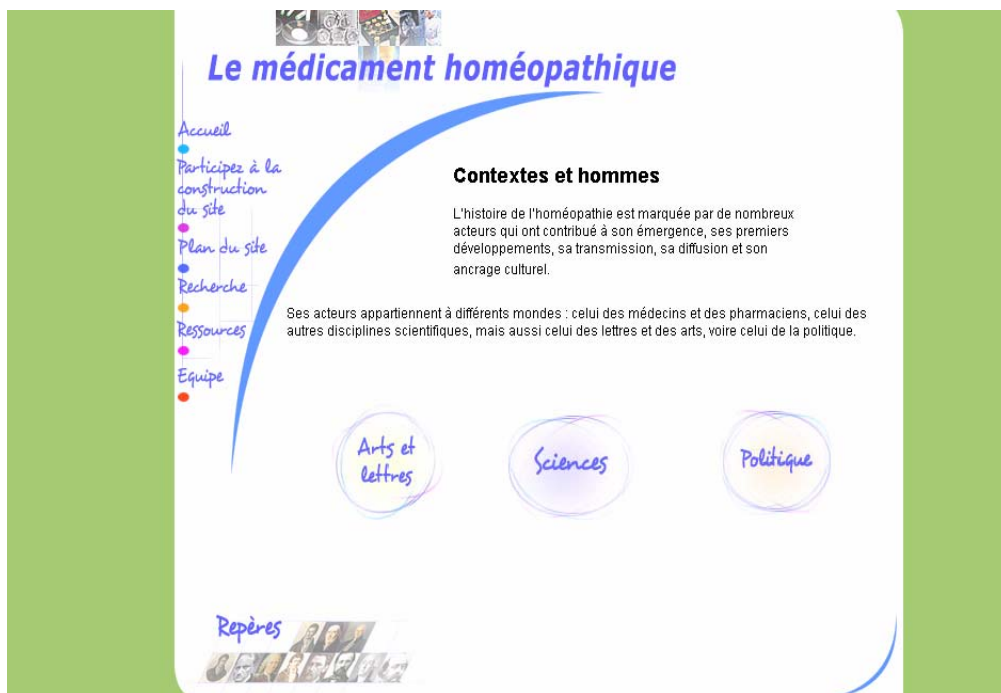 Le médicament homéopathique
Accueil
Participez à la
construction
du site
Plan du site
Recherche
Ressources
Equipe
Contextes et hommes
L'histoire de l'homéopathie est marquée par de nombreux
acteurs qui ont contribué à son émergence, ses premiers
développements, sa transmission, sa diffusion et son
ancrage culturel.
Ses acteurs appartiennent à différents mondes : celui des médecins et des pharmaciens, celui des
autres disciplines scientifiques, mais aussi celui des lettres et des arts, voire celui de la politique.
Arts et
lettres
Sciences
Politique
Repères